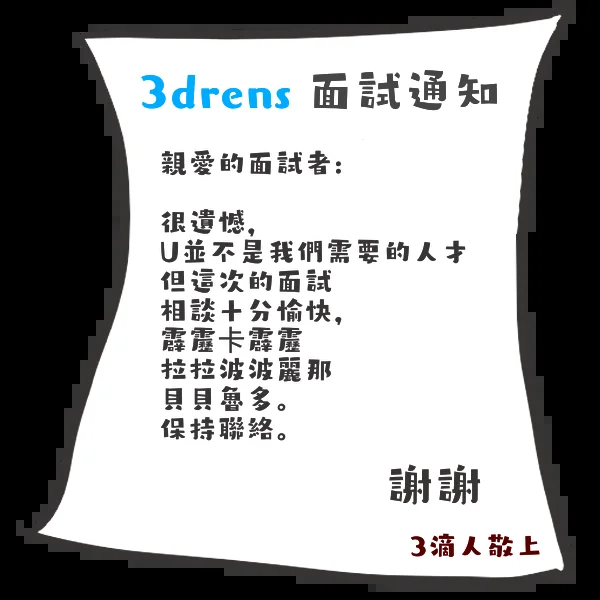 3drens 面試通知
親愛的面試者:
很遺憾,
U並不是我們需要的人才
但這次的面試
相談十分愉快,
霹靂卡霹靂
拉拉波波麗那
貝貝魯多。
保持聯絡。
謝謝
3滴人敬上